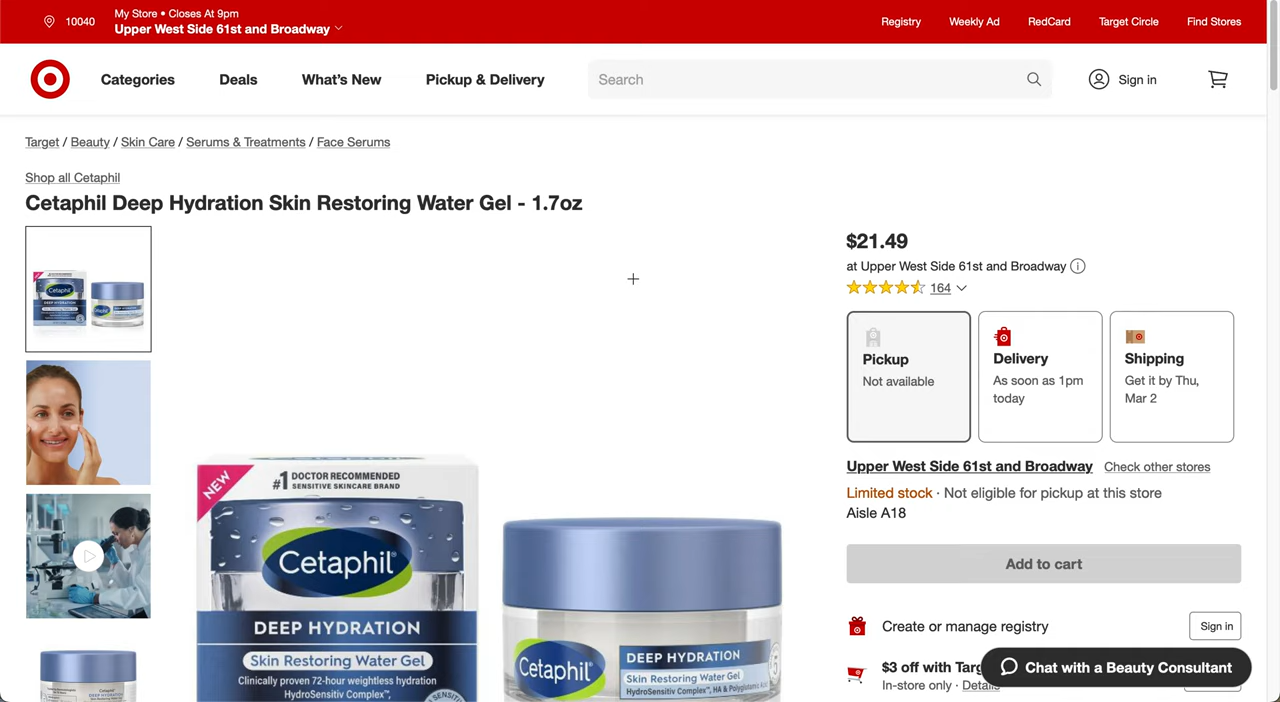 10040
My Store • Closes At 9pm
Upper West Side 61st and Broadway
Registry
Weekly Ad
RedCard
Target Circle
Find Stores
Categories
Deals
What's New
Pickup & Delivery
Search
Sign in
Target / Beauty / Skin Care / Serums & Treatments / Face Serums
Shop all Cetaphil
Cetaphil Deep Hydration Skin Restoring Water Gel - 1.7oz
$21.49
at Upper West Side 61st and Broadway
164
Pickup
Not available
Delivery
As soon as 1pm
today
Shipping
Get it by Thu,
Mar 2
Upper West Side 61st and Broadway
Check other stores
Limited stock · Not eligible for pickup at this store
Aisle A18
Add to cart
Create or manage registry
Sign in
$3 off with Targ
In-store only · Details
Chat with a Beauty Consultant
NEW
#1 DOCTOR RECOMMENDED
SENSITIVE SKINCARE BRAND
Cetaphil
DEEP HYDRATION
Skin Restoring Water Gel
Clinically proven 72-hour weightless hydration
HydroSensitiv Complex™,
Cetaphil
DEEP HYDRATION
Skin Restoring Water Gel
HydroSensitiv Complex™, HA & Polyglutamic Acid